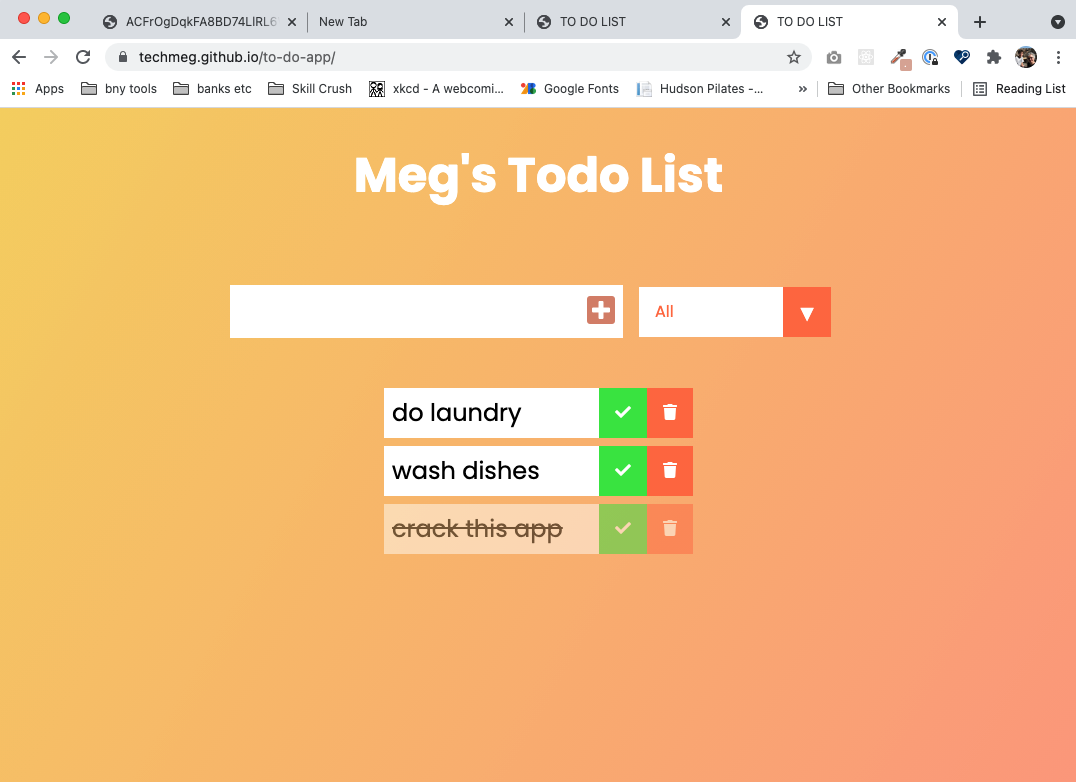 ACFrOgDqkFA8BD74LIRL6
New Tab
TO DO LIST
TO DO LIST
techmeg.github.io/to-do-app/
Apps
bny tools
banks etc
Skill Crush
xkcd - A webcomi...
Google Fonts
Hudson Pilates -...
»
Other Bookmarks
Reading List
Meg's Todo List
All
do laundry
wash dishes
crack this app